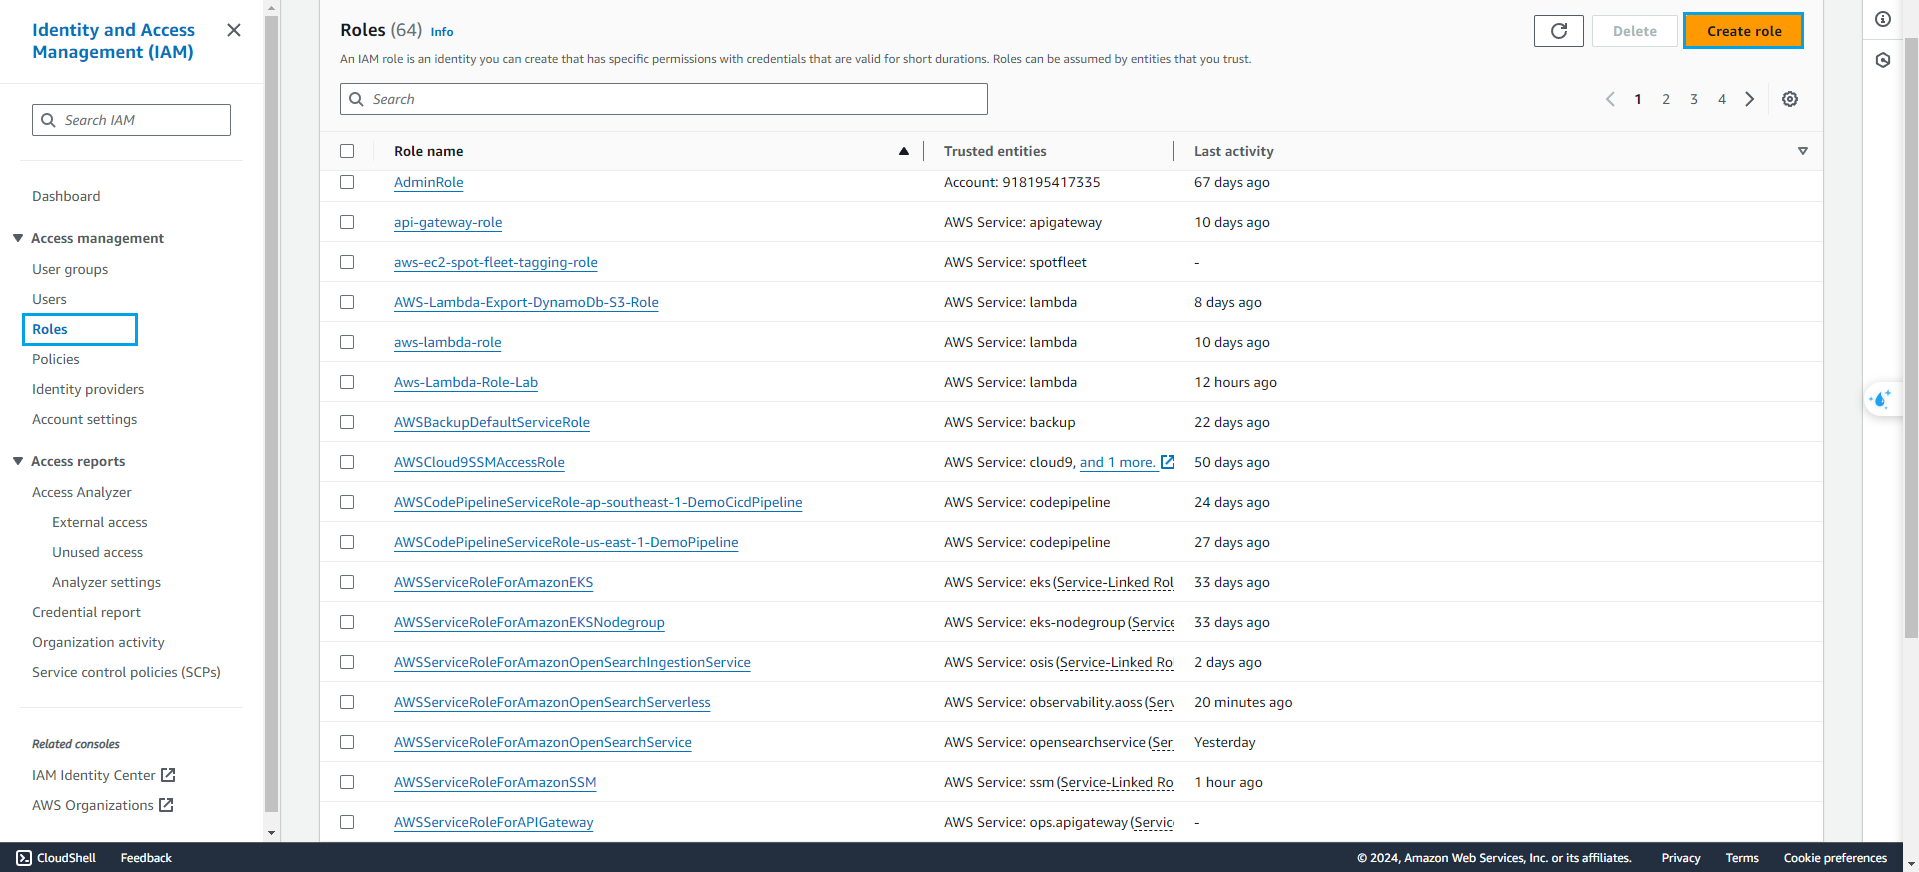 Identity and Access
Management (IAM)
Search IAM
Dashboard
Access management
User groups
Users
Roles
Policies
Identity providers
Account settings
Access reports
Access Analyzer
External access
Unused access
Analyzer settings
Credential report
Organization activity
Service control policies (SCPs)
Related consoles
IAM Identity Center
AWS Organizations
Roles (64) Info
Delete
Create role
An IAM role is an identity you can create that has specific permissions with credentials that are valid for short durations. Roles can be assumed by entities that you trust.
Search
1 2 3 4
Role name Trusted entities Last activity
AdminRole Account: 918195417335 67 days ago
api-gateway-role AWS Service: apigateway 10 days ago
aws-ec2-spot-fleet-tagging-role AWS Service: spotfleet -
AWS-Lambda-Export-DynamoDb-S3-Role AWS Service: lambda 8 days ago
aws-lambda-role AWS Service: lambda 10 days ago
Aws-Lambda-Role-Lab AWS Service: lambda 12 hours ago
AWSBackupDefaultServiceRole AWS Service: backup 22 days ago
AWSCloud9SSMAccessRole AWS Service: cloud9, and 1 more. 50 days ago
AWSCodePipelineServiceRole-ap-southeast-1-DemoCicdPipeline AWS Service: codepipeline 24 days ago
AWSCodePipelineServiceRole-us-east-1-DemoPipeline AWS Service: codepipeline 27 days ago
AWSServiceRoleForAmazonEKS AWS Service: eks (Service-Linked Rol 33 days ago
AWSServiceRoleForAmazonEKSNodegroup AWS Service: eks-nodegroup (Service 33 days ago
AWSServiceRoleForAmazonOpenSearchIngestionService AWS Service: osis (Service-Linked Ro 2 days ago
AWSServiceRoleForAmazonOpenSearchServerless AWS Service: observability.aoss (Serv 20 minutes ago
AWSServiceRoleForAmazonOpenSearchService AWS Service: opensearchservice (Ser Yesterday
AWSServiceRoleForAmazonSSM AWS Service: ssm (Service-Linked Ro 1 hour ago
AWSServiceRoleForAPIGateway AWS Service: ops.apigateway (Servic -
CloudShell Feedback © 2024, Amazon Web Services, Inc. or its affiliates. Privacy Terms Cookie preferences